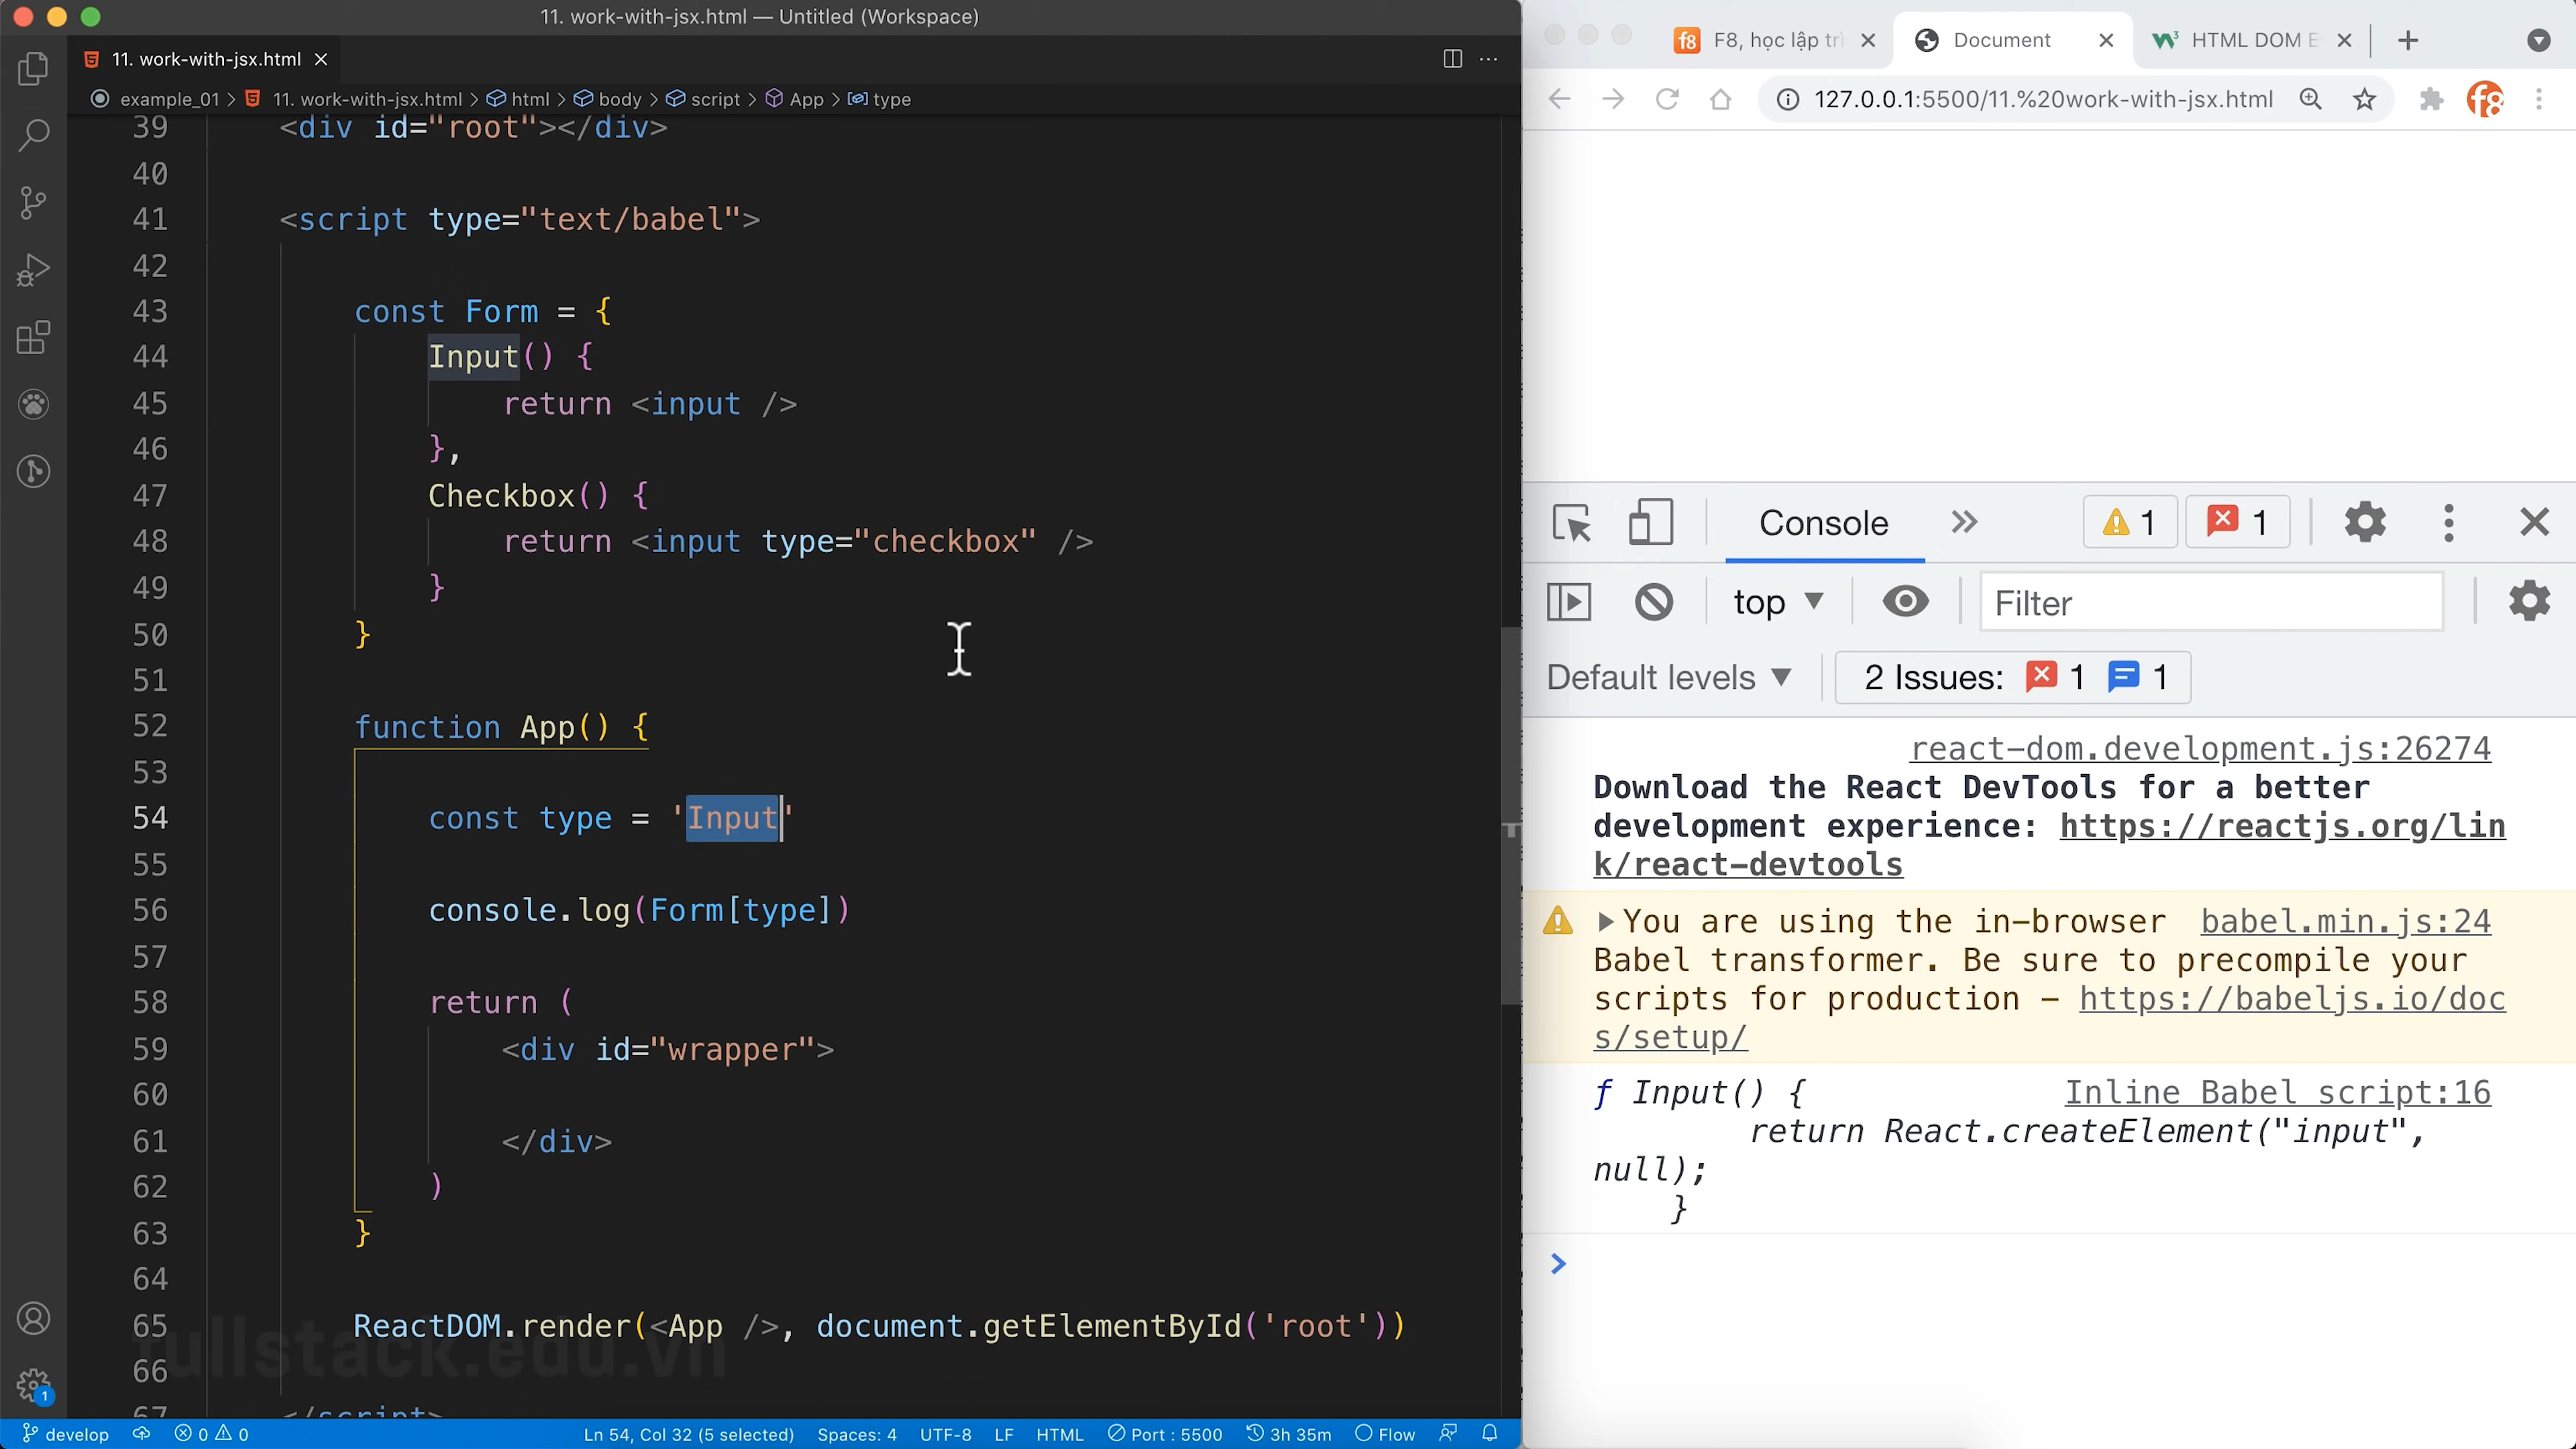 11. work-with-jsx.html — Untitled (Workspace)
11. work-with-jsx.html
example_01 > 11. work-with-jsx.html > html > body > script > App > type
39 <div id="root"></div>
40
41 <script type="text/babel">
42
43 const Form = {
44 Input() {
45 return <input />
46 },
47 Checkbox() {
48 return <input type="checkbox" />
49 }
50 }
51
52 function App() {
53
54 const type = 'Input'
55
56 console.log(Form[type])
57
58 return (
59 <div id="wrapper">
60
61 </div>
62 )
63 }
64
65 ReactDOM.render(<App />, document.getElementById('root'))
66
67 </script>
fullstack.edu.vn
develop 0 0 Ln 54, Col 32 (5 selected) Spaces: 4 UTF-8 LF HTML Port : 5500 3h 35m Flow
1
f8 F8, học lập trì
Document
HTML DOM E
127.0.0.1:5500/11.%20work-with-jsx.html
Console » 1 1
top Filter
Default levels 2 Issues: 1 1
react-dom.development.js:26274
Download the React DevTools for a better
development experience: https://reactjs.org/lin
k/react-devtools
You are using the in-browser babel.min.js:24
Babel transformer. Be sure to precompile your
scripts for production - https://babeljs.io/doc
s/setup/
ƒ Input() { Inline Babel script:16
return React.createElement("input",
null);
}